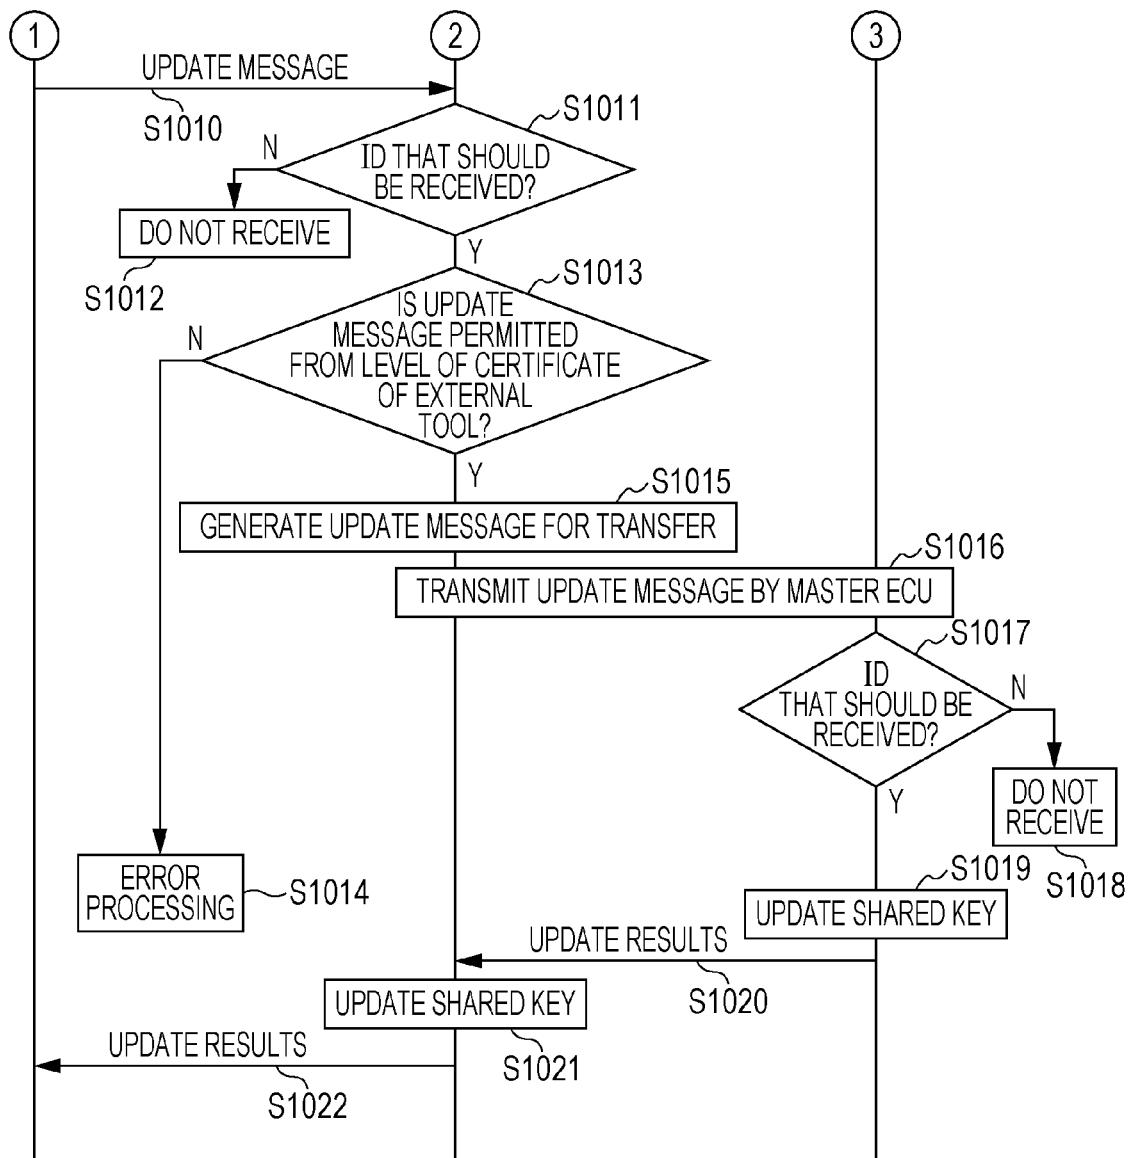 1
2
3
UPDATE MESSAGE
S1010
S1011
ID THAT SHOULD
BE RECEIVED?
N
DO NOT RECEIVE
S1012
Y
S1013
IS UPDATE
MESSAGE PERMITTED
FROM LEVEL OF CERTIFICATE
OF EXTERNAL
TOOL?
N
Y
S1015
GENERATE UPDATE MESSAGE FOR TRANSFER
S1016
TRANSMIT UPDATE MESSAGE BY MASTER ECU
S1017
ID
THAT SHOULD BE
RECEIVED?
N
Y
DO NOT
RECEIVE
S1018
ERROR
PROCESSING
S1014
S1019
UPDATE SHARED KEY
UPDATE RESULTS
S1020
UPDATE SHARED KEY
S1021
UPDATE RESULTS
S1022